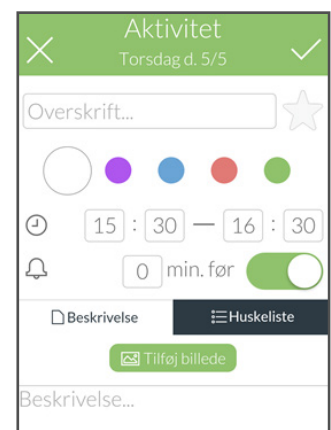 Aktivitet
Torsdag d. 5/5
Overskrift...
15 : 30 — 16 : 30
0 min. før
Beskrivelse Huskeliste
Tilføj billede
Beskrivelse...